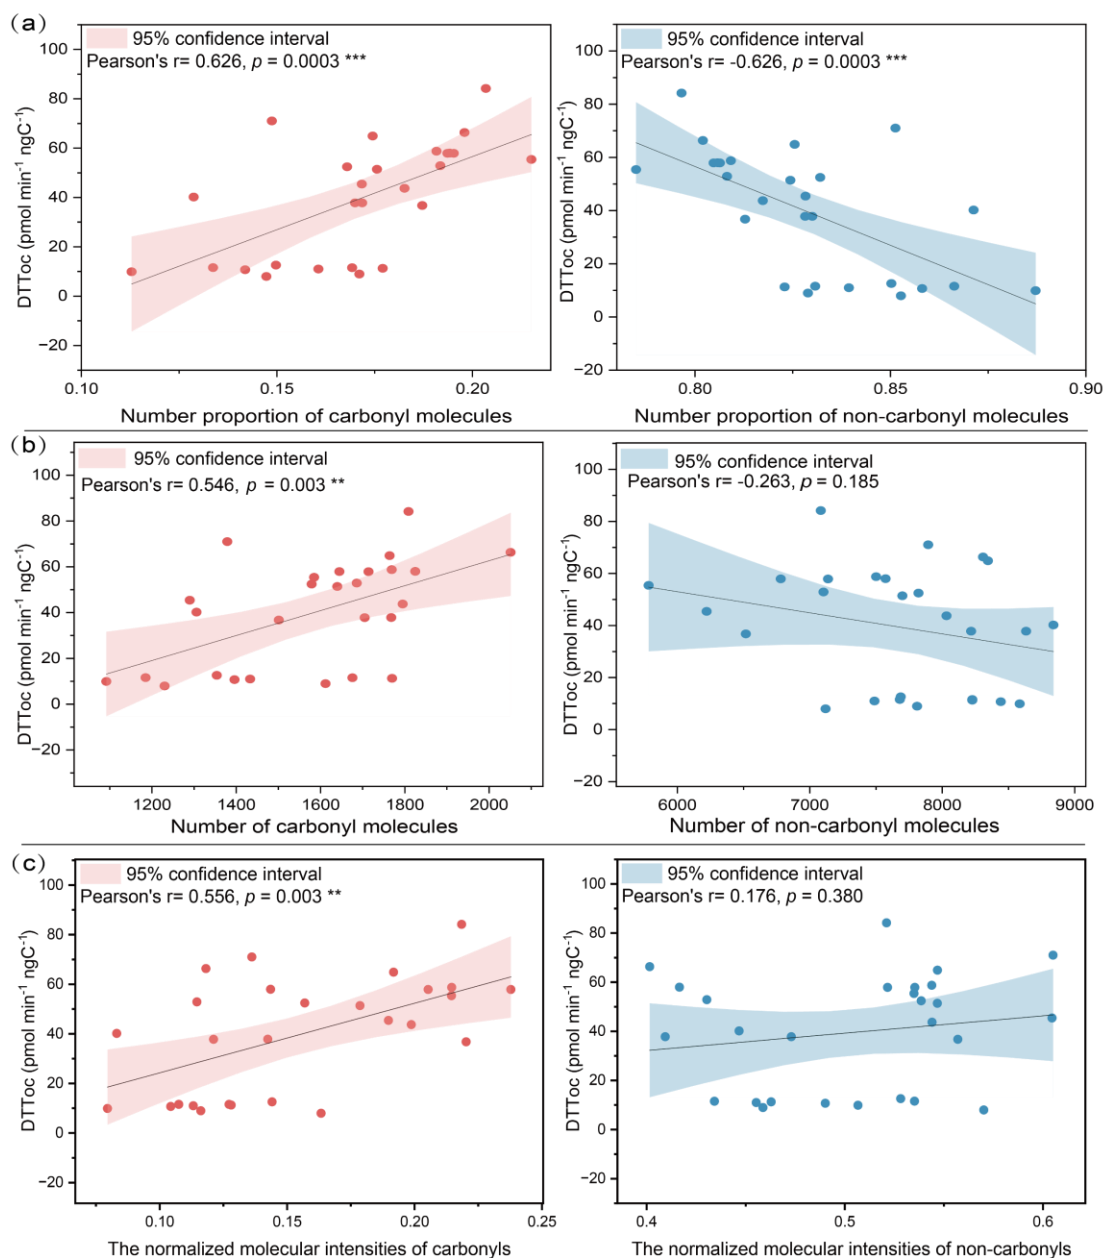 (a)
95% confidence interval
Pearson's r= 0.626, p = 0.0003 ***
DTToc (pmol min⁻¹ ngC⁻¹)
100
80
60
40
20
0
−20
0.10
0.15
0.20
Number proportion of carbonyl molecules
95% confidence interval
Pearson's r= -0.626, p = 0.0003 ***
DTToc (pmol min⁻¹ ngC⁻¹)
100
80
60
40
20
0
−20
0.80
0.85
0.90
Number proportion of non-carbonyl molecules
(b)
95% confidence interval
Pearson's r= 0.546, p = 0.003 **
DTToc (pmol min⁻¹ ngC⁻¹)
100
80
60
40
20
0
−20
1200
1400
1600
1800
2000
Number of carbonyl molecules
95% confidence interval
Pearson's r= -0.263, p = 0.185
DTToc (pmol min⁻¹ ngC⁻¹)
100
80
60
40
20
0
−20
6000
7000
8000
9000
Number of non-carbonyl molecules
(c)
95% confidence interval
Pearson's r= 0.556, p = 0.003 **
DTToc (pmol min⁻¹ ngC⁻¹)
100
80
60
40
20
0
−20
0.10
0.15
0.20
0.25
The normalized molecular intensities of carbonyls
95% confidence interval
Pearson's r= 0.176, p = 0.380
DTToc (pmol min⁻¹ ngC⁻¹)
100
80
60
40
20
0
−20
0.4
0.5
0.6
The normalized molecular intensities of non-carbonyls